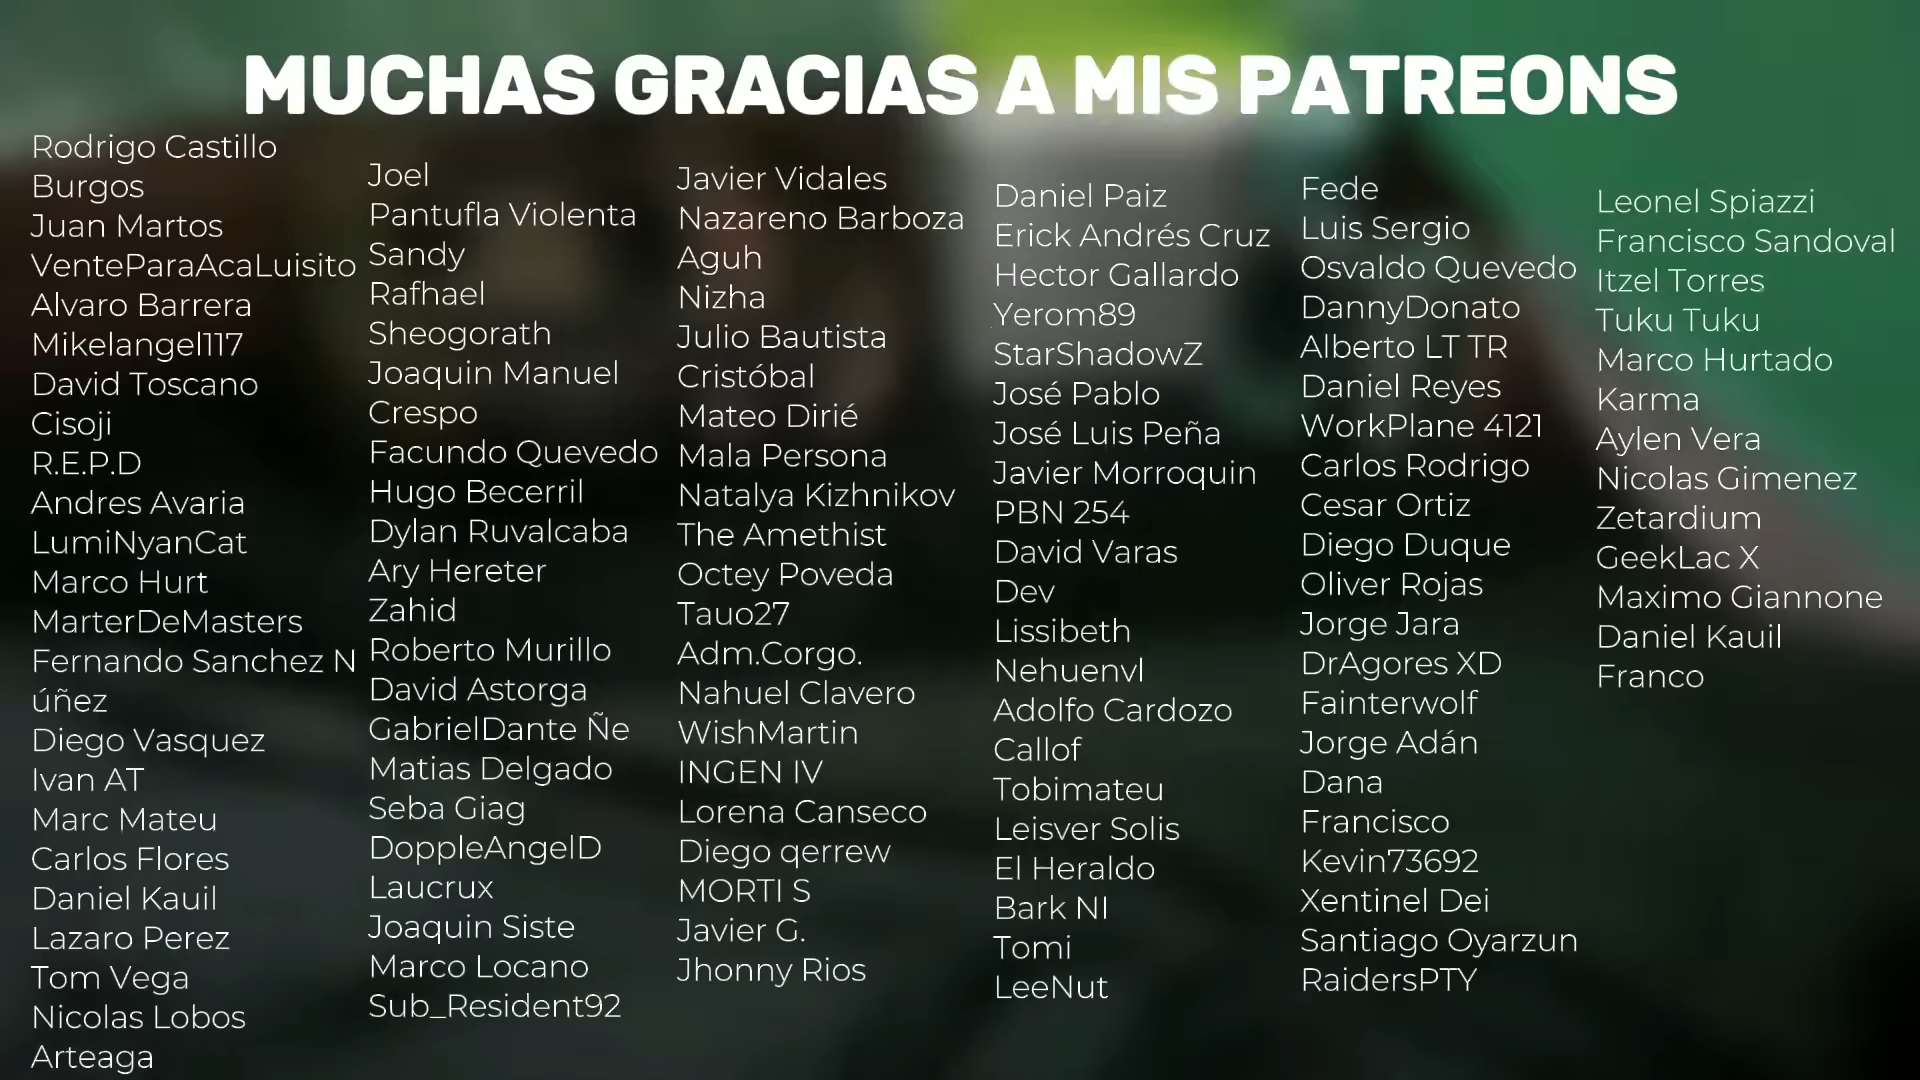 MUCHAS GRACIAS A MIS PATREONS
Rodrigo Castillo
Burgos
Juan Martos
VenteParaAcaLuisito
Alvaro Barrera
Mikelangel117
David Toscano
Cisoji
R.E.P.D
Andres Avaria
LumiNyanCat
Marco Hurt
MarterDeMasters
Fernando Sanchez N
úñez
Diego Vasquez
Ivan AT
Marc Mateu
Carlos Flores
Daniel Kauil
Lazaro Perez
Tom Vega
Nicolas Lobos
Arteaga
Joel
Pantufla Violenta
Sandy
Rafhael
Sheogorath
Joaquin Manuel
Crespo
Facundo Quevedo
Hugo Becerril
Dylan Ruvalcaba
Ary Hereter
Zahid
Roberto Murillo
David Astorga
GabrielDante Ñe
Matias Delgado
Seba Giag
DoppleAngelD
Laucrux
Joaquin Siste
Marco Locano
Sub_Resident92
Javier Vidales
Nazareno Barboza
Aguh
Nizha
Julio Bautista
Cristóbal
Mateo Dirié
Mala Persona
Natalya Kizhnikov
The Amethist
Octey Poveda
Tauo27
Adm.Corgo.
Nahuel Clavero
WishMartin
INGEN IV
Lorena Canseco
Diego qerrew
MORTI S
Javier G.
Jhonny Rios
Daniel Paiz
Erick Andrés Cruz
Hector Gallardo
Yerom89
StarShadowZ
José Pablo
José Luis Peña
Javier Morroquin
PBN 254
David Varas
Dev
Lissibeth
Nehuenvl
Adolfo Cardozo
Callof
Tobimateu
Leisver Solis
El Heraldo
Bark NI
Tomi
LeeNut
Fede
Luis Sergio
Osvaldo Quevedo
DannyDonato
Alberto LT TR
Daniel Reyes
WorkPlane 4121
Carlos Rodrigo
Cesar Ortiz
Diego Duque
Oliver Rojas
Jorge Jara
DrAgores XD
Fainterwolf
Jorge Adán
Dana
Francisco
Kevin73692
Xentinel Dei
Santiago Oyarzun
RaidersPTY
Leonel Spiazzi
Francisco Sandoval
Itzel Torres
Tuku Tuku
Marco Hurtado
Karma
Aylen Vera
Nicolas Gimenez
Zetardium
GeekLac X
Maximo Giannone
Daniel Kauil
Franco